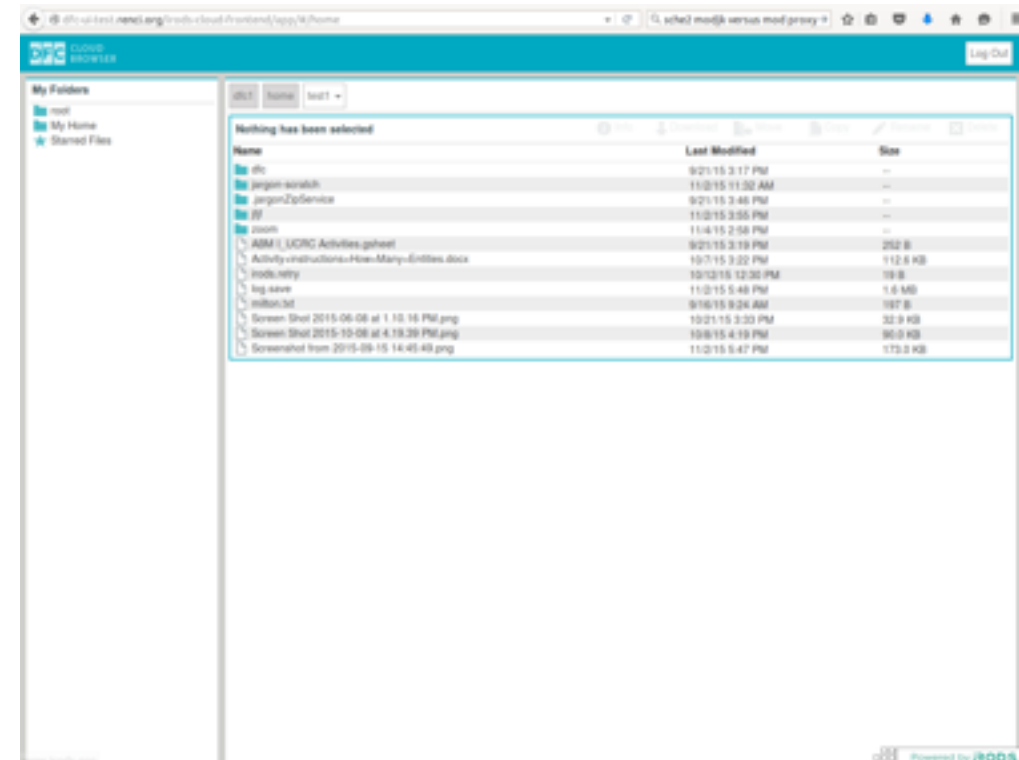 dfc-ui-test.renci.org/irods-cloud-frontend/app/#/home
mod proxy
DFC CLOUD BROWSER
Log Out
My Folders
root
My Home
Starred Files
dfc1 home test1
Nothing has been selected
Info Download Move Copy Rename Delete
Name Last Modified Size
dfc 9/21/15 3:17 PM --
jargon-scratch 11/2/15 11:32 AM --
.jargonZipService 9/21/15 3:46 PM --
jfjf 11/2/15 3:55 PM --
zoom 11/4/15 2:58 PM --
ABM I_UCRC Activities.gsheet 9/21/15 3:19 PM 252 B
Activity+instructions+How+Many+Entities.docx 10/7/15 3:22 PM 112.6 KB
irods.retry 10/12/15 12:30 PM 19 B
log.save 11/2/15 5:48 PM 1.6 MB
milton.txt 9/16/15 9:24 AM 197 B
Screen Shot 2015-06-08 at 1.10.16 PM.png 10/21/15 3:33 PM 32.9 KB
Screen Shot 2015-10-08 at 4.19.39 PM.png 10/8/15 4:19 PM 90.0 KB
Screenshot from 2015-09-15 14:45:49.png 11/2/15 5:47 PM 173.0 KB
Powered by iRODS